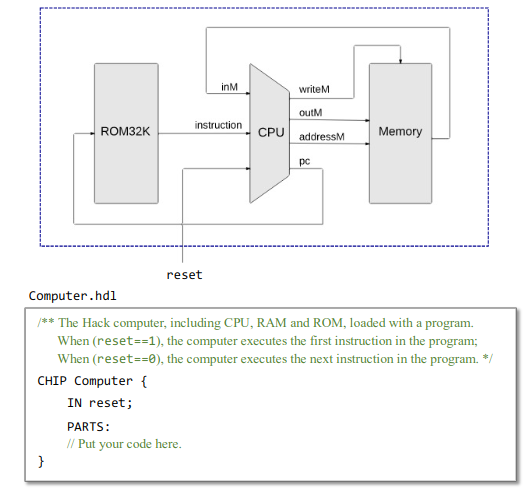 inM
writeM
outM
ROM32K
instruction
CPU
addressM
Memory
pc
reset
Computer.hdl
/** The Hack computer, including CPU, RAM and ROM, loaded with a program.
When (reset==1), the computer executes the first instruction in the program;
When (reset==0), the computer executes the next instruction in the program. */
CHIP Computer {
IN reset;
PARTS:
// Put your code here.
}